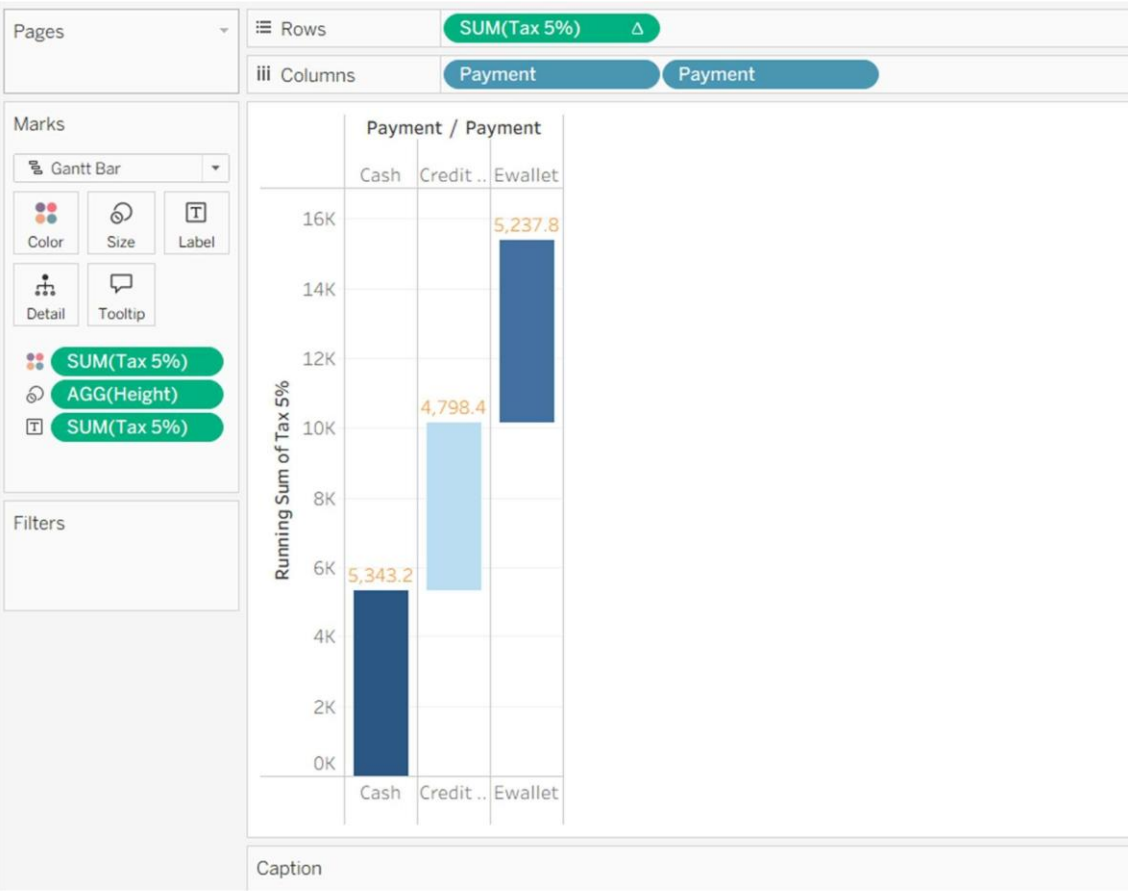 Pages
Rows
SUM(Tax 5%) Δ
iii Columns
Payment
Payment
Marks
Gantt Bar
Color
Size
T
Label
Detail
Tooltip
SUM(Tax 5%)
AGG(Height)
T SUM(Tax 5%)
Filters
Payment / Payment
Cash Credit .. Ewallet
16K
14K
12K
10K
8K
6K
4K
2K
0K
Running Sum of Tax 5%
5,237.8
4,798.4
5,343.2
Cash Credit .. Ewallet
Caption